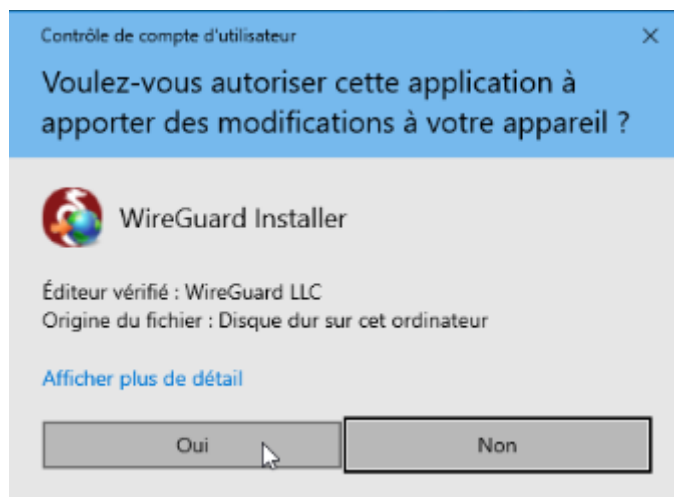 Contrôle de compte d'utilisateur
Voulez-vous autoriser cette application à
apporter des modifications à votre appareil ?
WireGuard Installer
Éditeur vérifié : WireGuard LLC
Origine du fichier : Disque dur sur cet ordinateur
Afficher plus de détail
Oui
Non